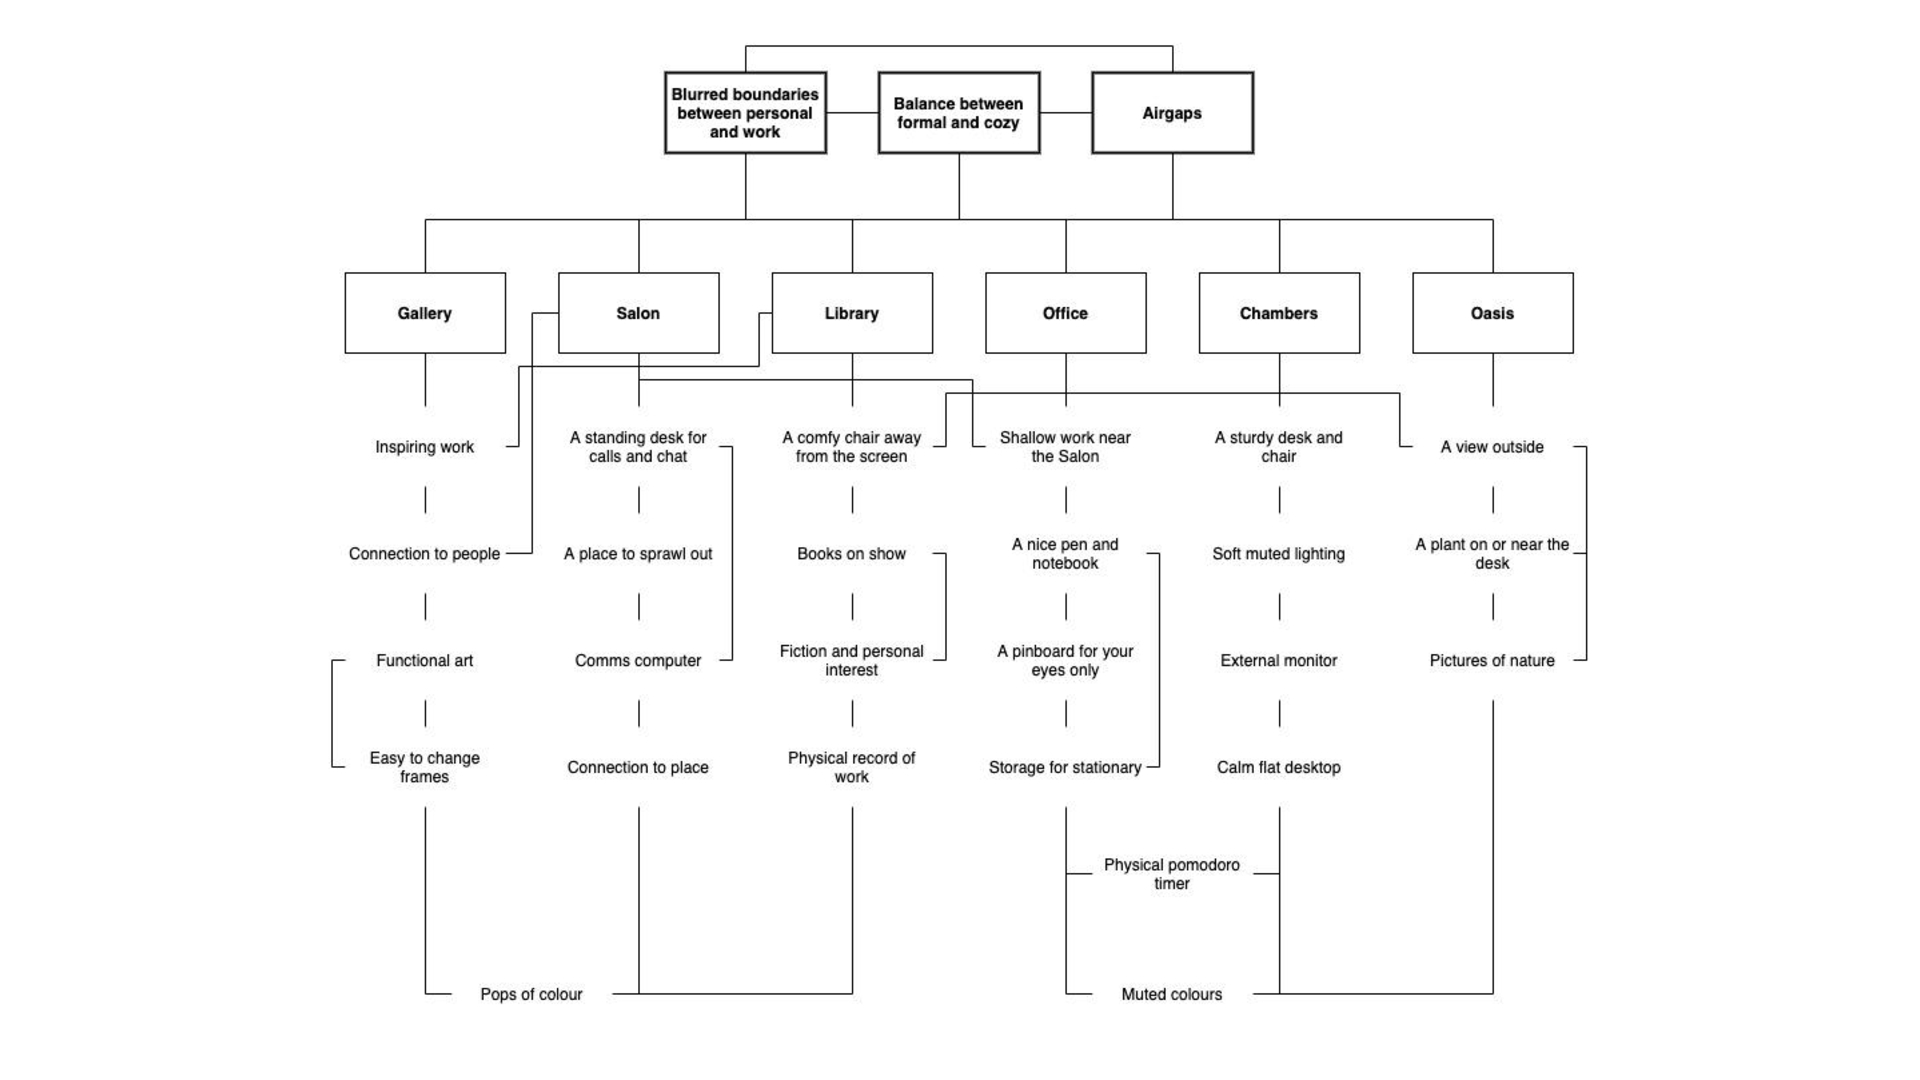 Blurred boundaries
between personal
and work
Balance between
formal and cozy
Airgaps
Gallery
Salon
Library
Office
Chambers
Oasis
Inspiring work
A standing desk for
calls and chat
A comfy chair away
from the screen
Shallow work near
the Salon
A sturdy desk and
chair
A view outside
Connection to people
A place to sprawl out
Books on show
A nice pen and
notebook
Soft muted lighting
A plant on or near the
desk
Functional art
Comms computer
Fiction and personal
interest
A pinboard for your
eyes only
External monitor
Pictures of nature
Easy to change
frames
Connection to place
Physical record of
work
Storage for stationary
Calm flat desktop
Physical pomodoro
timer
Pops of colour
Muted colours